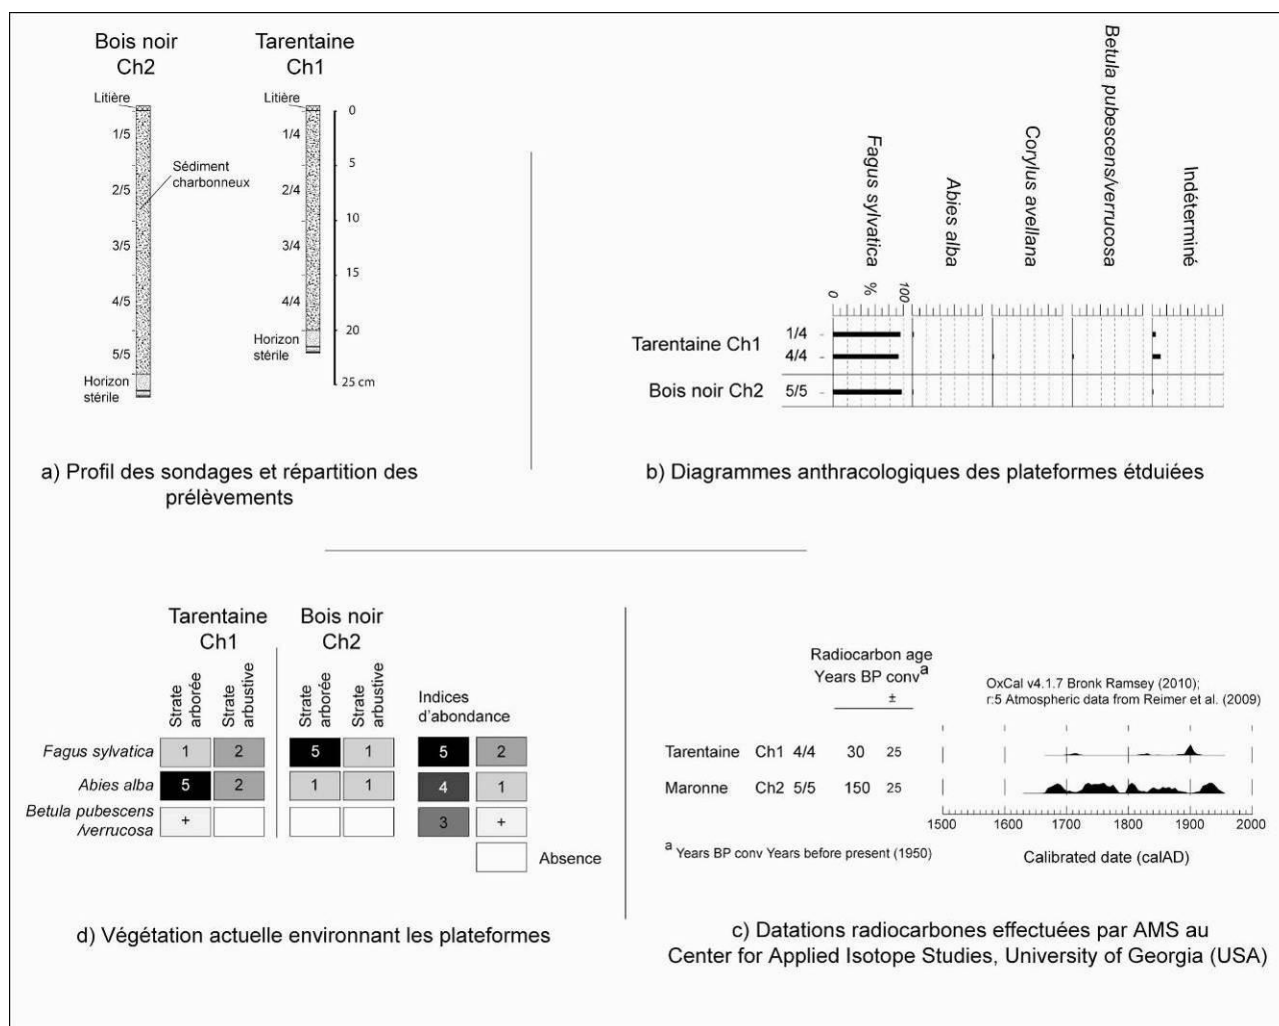 Bois noir
Ch2
Tarentaine
Ch1
Litière
1/5
2/5
3/5
4/5
5/5
Horizon
stérile
Sédiment
charbonneux
Litière
1/4
2/4
3/4
4/4
Horizon
stérile
0
5
10
15
20
25 cm
a) Profil des sondages et répartition des
prélèvements
Fagus sylvatica
Abies alba
Corylus avellana
Betula pubescens/verrucosa
Indéterminé
0 % 100
Tarentaine Ch1
1/4
4/4
Bois noir Ch2 5/5
b) Diagrammes anthracologiques des plateformes étduiées
Tarentaine
Ch1
Bois noir
Ch2
Strate
arborée
Strate
arbustive
Strate
arborée
Strate
arbustive
Indices
d'abondance
Fagus sylvatica 1 2 5 1
Abies alba 5 2 1 1
Betula pubescens
/verrucosa
+
5 2
4 1
3 +
Absence
d) Végétation actuelle environnant les plateformes
Radiocarbon age
Years BP conv a
±
OxCal v4.1.7 Bronk Ramsey (2010);
r:5 Atmospheric data from Reimer et al. (2009)
Tarentaine Ch1 4/4 30 25
Maronne Ch2 5/5 150 25
1500 1600 1700 1800 1900 2000
Calibrated date (calAD)
a Years BP conv Years before present (1950)
c) Datations radiocarbones effectuées par AMS au
Center for Applied Isotope Studies, University of Georgia (USA)